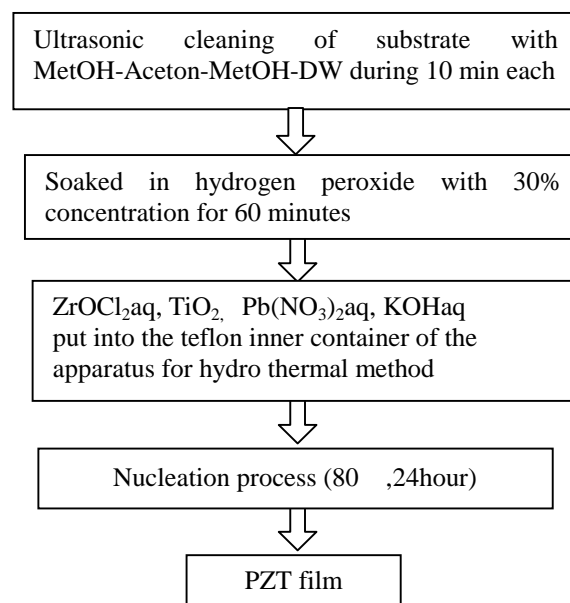 Ultrasonic cleaning of substrate with
MetOH-Aceton-MetOH-DW during 10 min each
Soaked in hydrogen peroxide with 30%
concentration for 60 minutes
ZrOCl₂aq, TiO₂, Pb(NO₃)₂aq, KOHaq
put into the teflon inner container of the
apparatus for hydro thermal method
Nucleation process (80 ,24hour)
PZT film